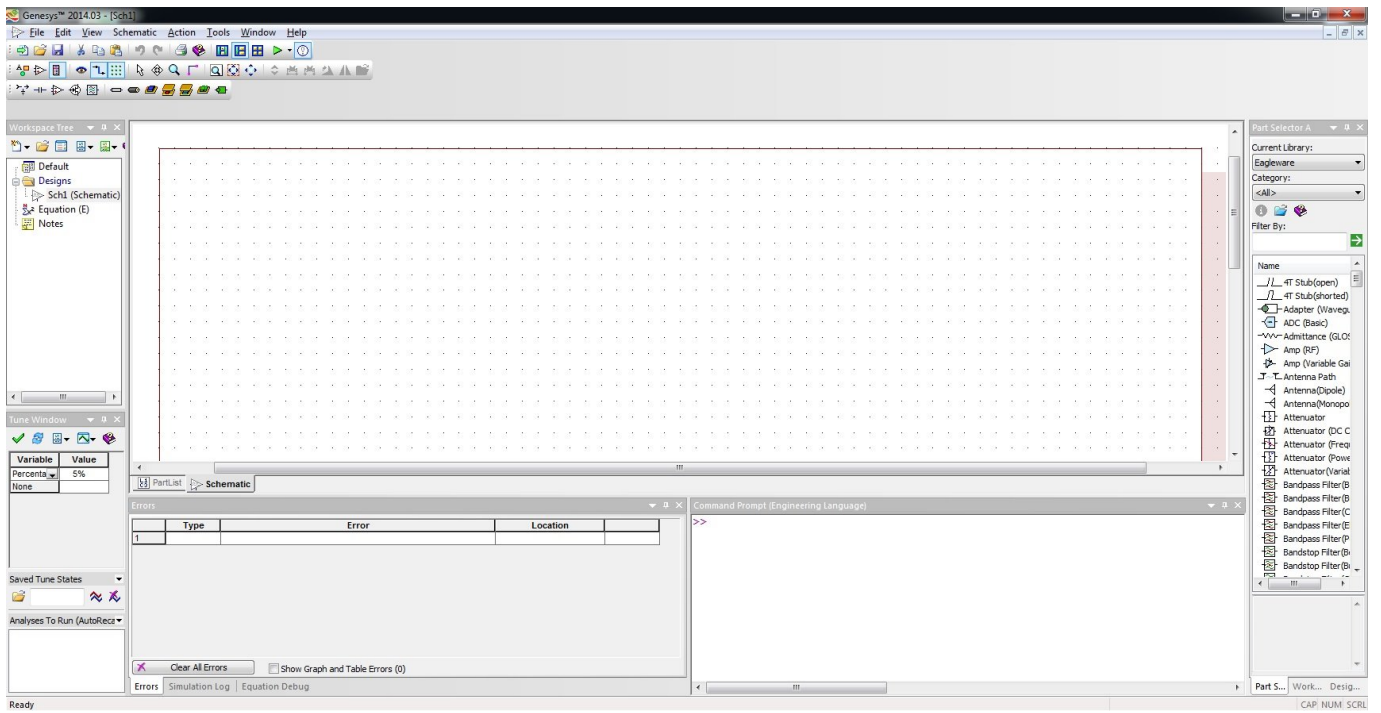 Genesys™ 2014.03 - [Sch1]
File Edit View Schematic Action Tools Window Help
Workspace Tree
Default
Designs
Sch1 (Schematic)
Equation (E)
Notes
Tune Window
Variable Value
Percenta 5%
None
Saved Tune States
Analyses To Run (AutoReca
PartList Schematic
Errors
Type Error Location
1
Clear All Errors Show Graph and Table Errors (0)
Errors Simulation Log Equation Debug
Command Prompt (Engineering Language)
>>
Part Selector A
Current Library:
Eagleware
Category:
<All>
Filter By:
Name
4T Stub(open)
4T Stub(shorted)
Adapter (Wavegu
ADC (Basic)
Admittance (GLOS
Amp (RF)
Amp (Variable Gai
Antenna Path
Antenna(Dipole)
Antenna(Monopo
Attenuator
Attenuator (DC C
Attenuator (Frequ
Attenuator (Powe
Attenuator(Variab
Bandpass Filter(B
Bandpass Filter(B
Bandpass Filter(C
Bandpass Filter(E
Bandpass Filter(P
Bandstop Filter(B
Bandstop Filter(B
Part S... Work... Desig...
Ready
CAP NUM SCRL